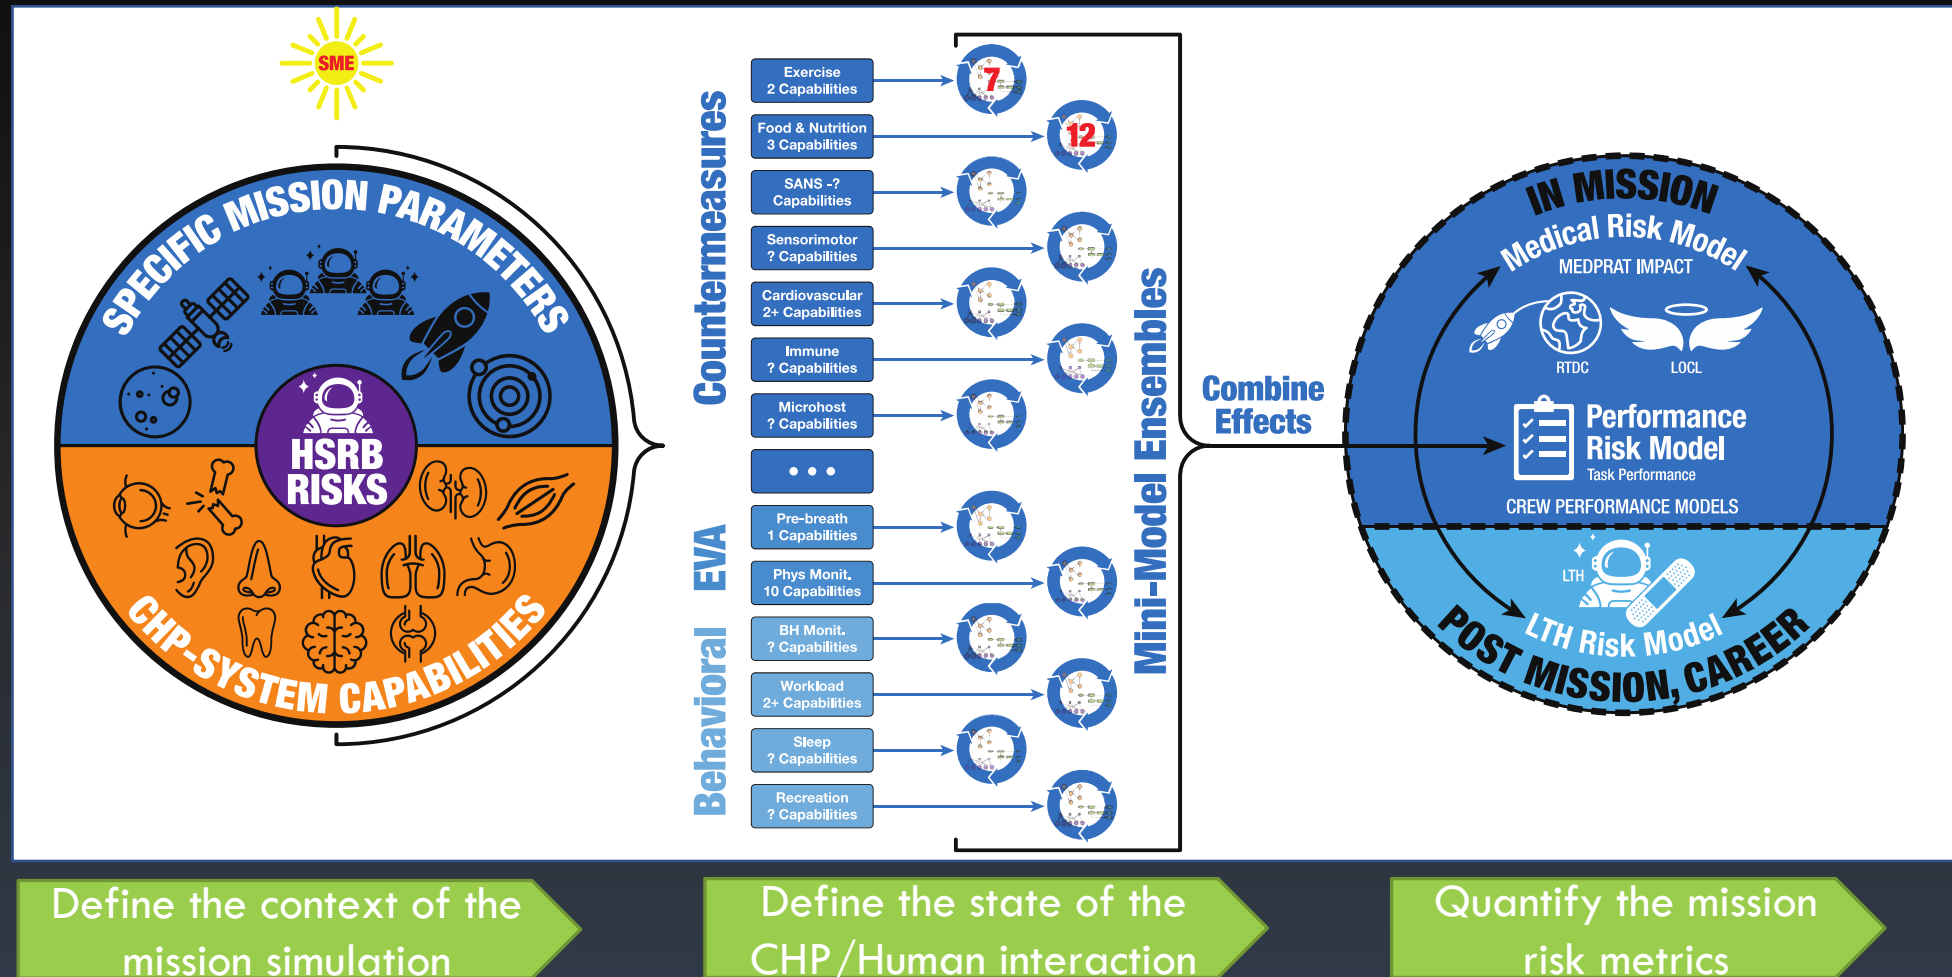 SME
SPECIFIC MISSION PARAMETERS
HSRB
RISKS
CHP-SYSTEM CAPABILITIES
Countermeasures
EVA
Behavioral
Exercise
2 Capabilities
Food & Nutrition
3 Capabilities
SANS -?
Capabilities
Sensorimotor
? Capabilities
Cardiovascular
2+ Capabilities
Immune
? Capabilities
Microhost
? Capabilities
• • •
Pre-breath
1 Capabilities
Phys Monit.
10 Capabilities
BH Monit.
? Capabilities
Workload
2+ Capabilities
Sleep
? Capabilities
Recreation
? Capabilities
7
12
Mini-Model Ensembles
Combine
Effects
IN MISSION
Medical Risk Model
MEDPRAT IMPACT
RTDC
LOCL
Performance
Risk Model
Task Performance
CREW PERFORMANCE MODELS
LTH
LTH Risk Model
POST MISSION, CAREER
Define the context of the
mission simulation
Define the state of the
CHP/Human interaction
Quantify the mission
risk metrics